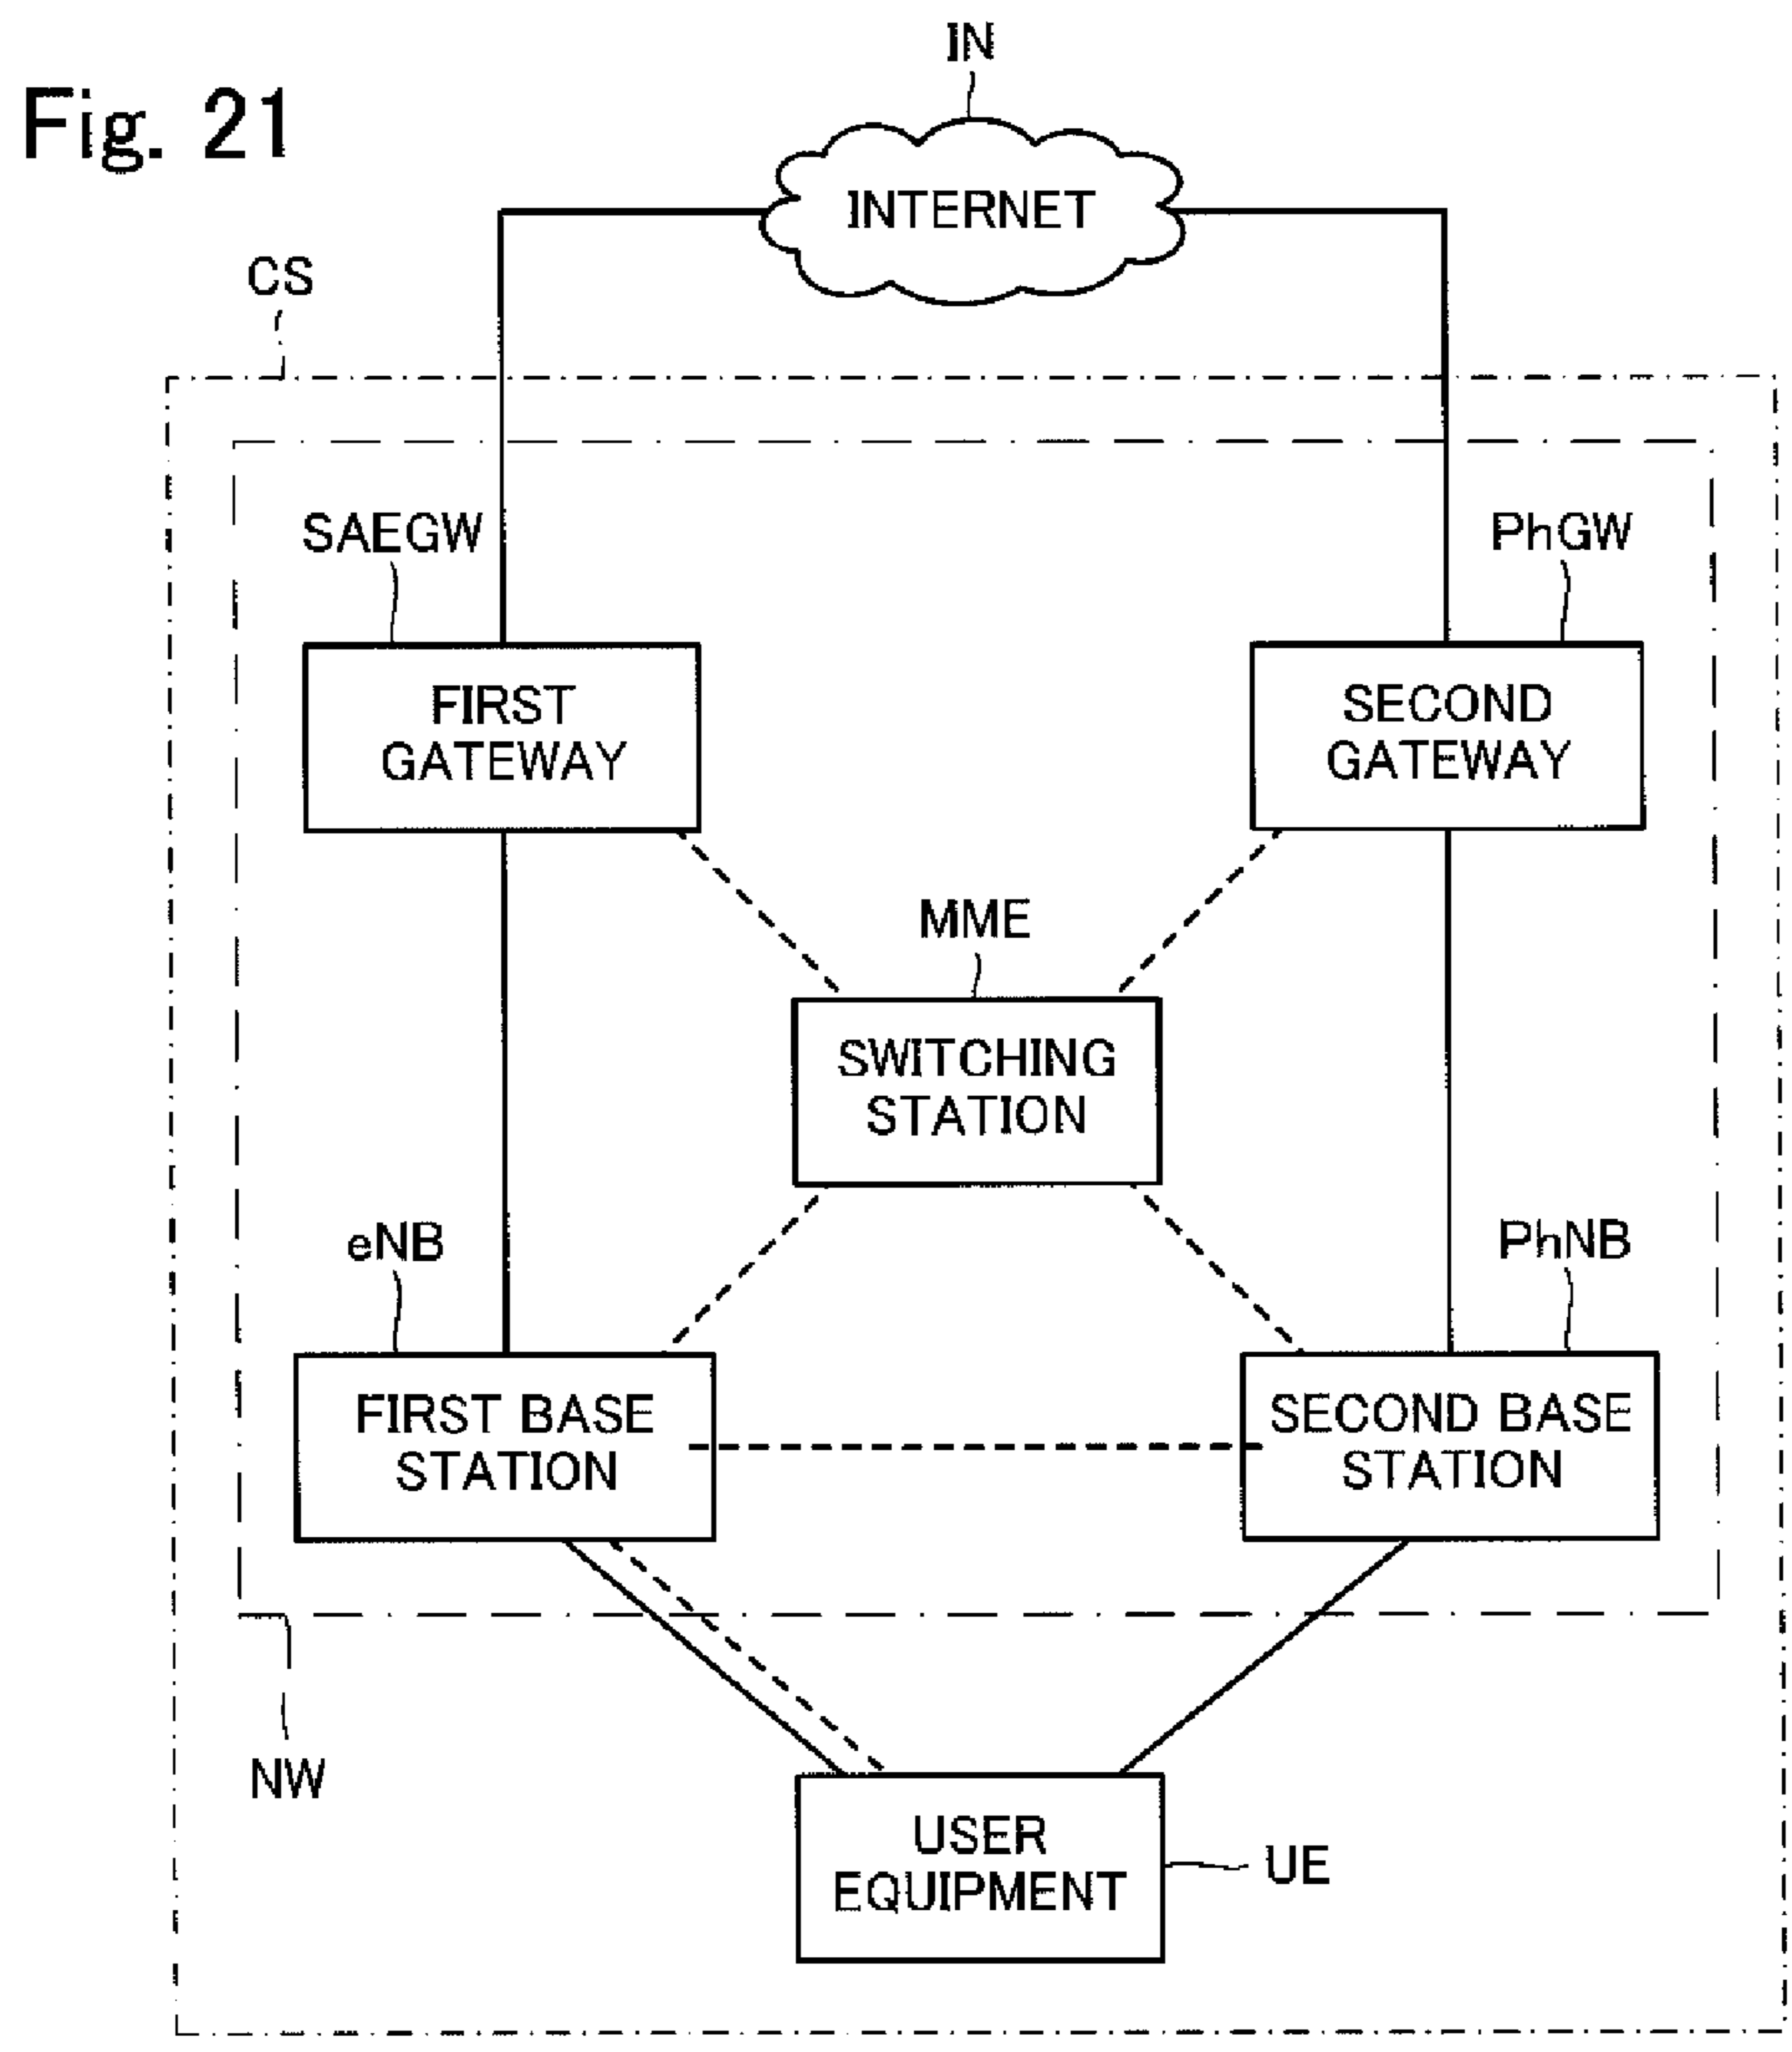 IN
Fig. 21
INTERNET
CS
SAEGW
PhGW
FIRST
GATEWAY
SECOND
GATEWAY
MME
SWITCHING
STATION
eNB
PhNB
FIRST BASE
STATION
SECOND BASE
STATION
NW
USER
EQUIPMENT
UE